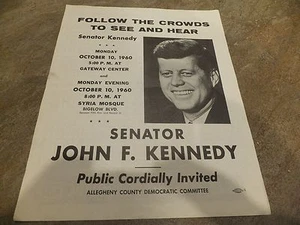 FOLLOW THE CROWDS
TO SEE AND HEAR
Senator Kennedy
* * *
MONDAY
OCTOBER 10, 1960
5:00 P. M. AT
GATEWAY CENTER
and
MONDAY EVENING
OCTOBER 10, 1960
8:00 P. M. AT
SYRIA MOSQUE
BIGELOW BLVD.
* * *
SENATOR
JOHN F. KENNEDY
Public Cordially Invited
ALLEGHENY COUNTY DEMOCRATIC COMMITTEE